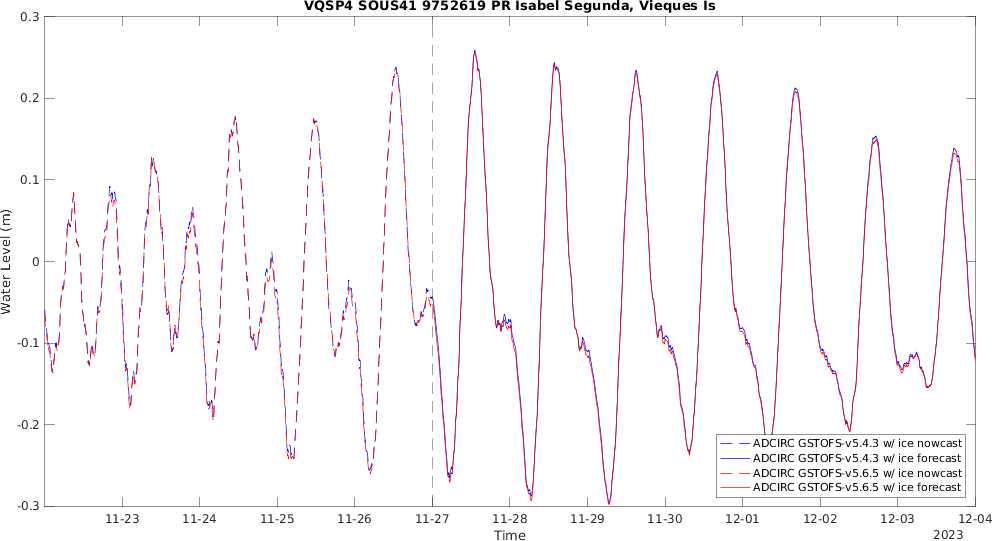 VQSP4 SOUS41 9752619 PR Isabel Segunda, Vieques Is
0.3
0.2
0.1
0
-0.1
-0.2
-0.3
Water Level (m)
ADCIRC GSTOFS-v5.4.3 w/ ice nowcast
ADCIRC GSTOFS-v5.4.3 w/ ice forecast
ADCIRC GSTOFS-v5.6.5 w/ ice nowcast
ADCIRC GSTOFS-v5.6.5 w/ ice forecast
11-23 11-24 11-25 11-26 11-27 11-28 11-29 11-30 12-01 12-02 12-03 12-04
Time 2023